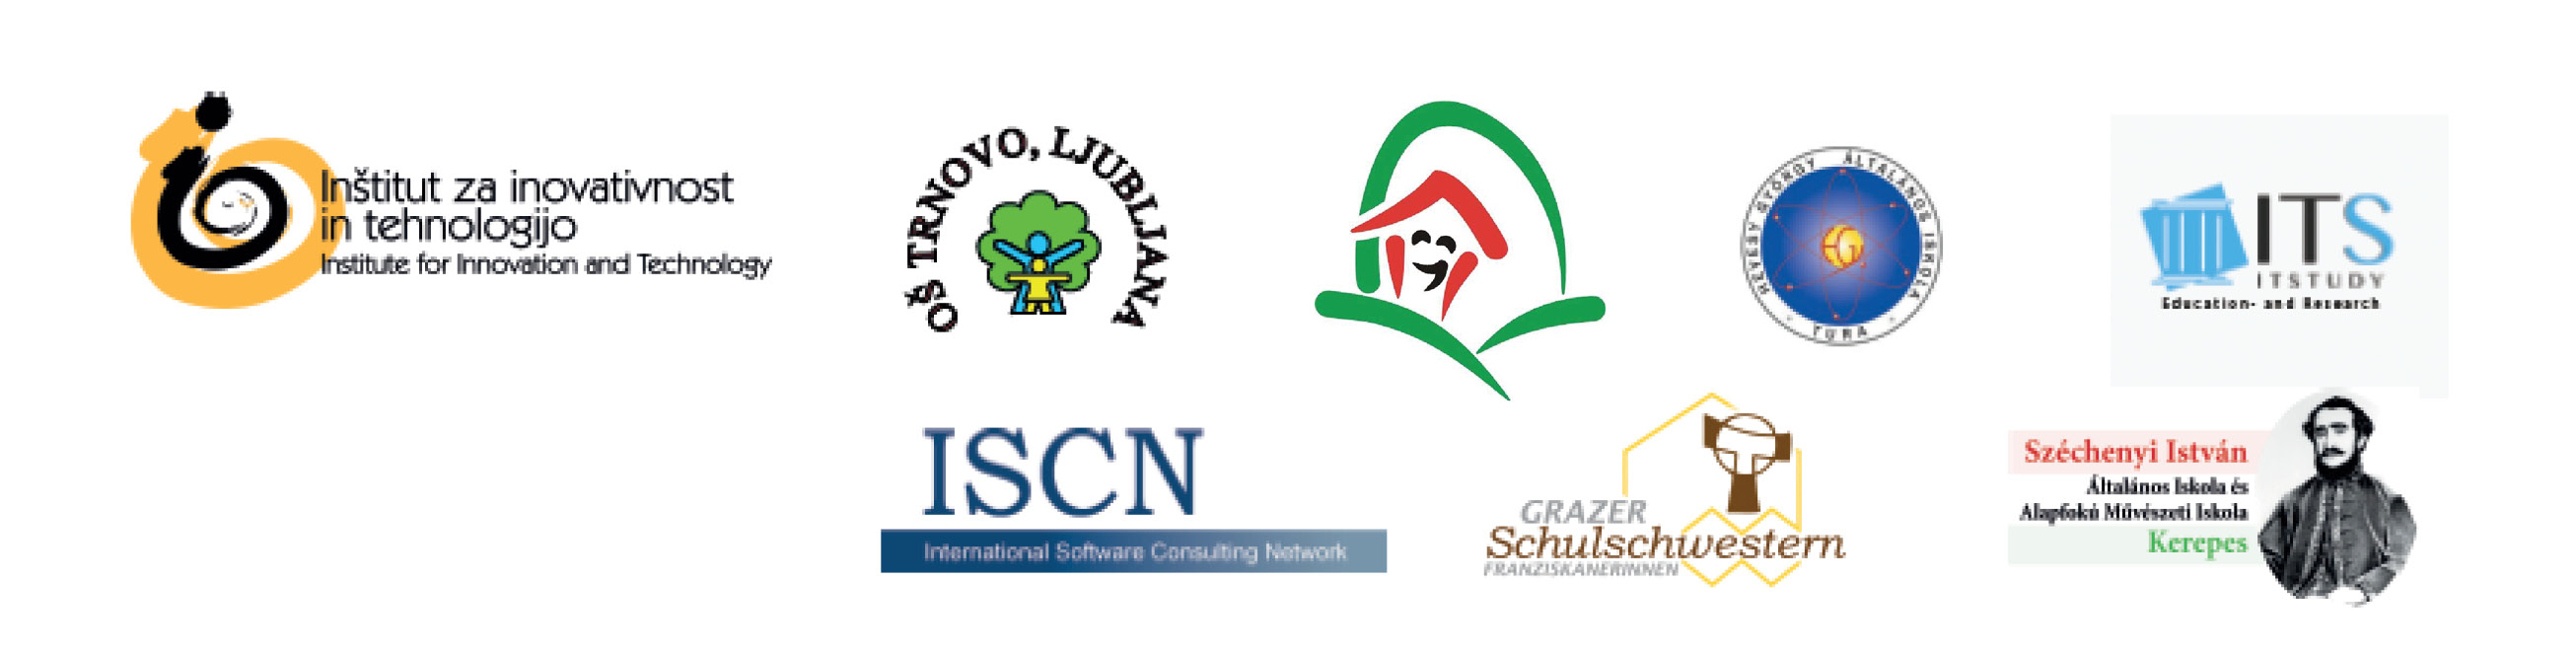 Inštitut za inovativnost
in tehnologijo
Institute for Innovation and Technology
OŠ TRNOVO, LJUBLJANA
HEVESY GYÖRGY ÁLTALÁNOS ISKOLA
TURA
ITS
ITSTUDY
Education- and Research
ISCN
International Software Consulting Network
GRAZER
Schulschwestern
FRANZISKANERINNEN
Széchenyi István
Általános Iskola és
Alapfokú Művészeti Iskola
Kerepes